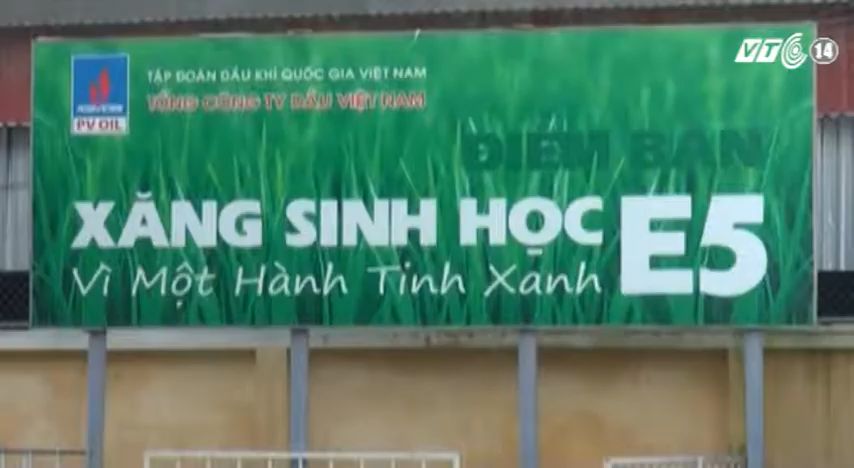 VTC 14
TẬP ĐOÀN DẦU KHÍ QUỐC GIA VIỆT NAM
TỔNG CÔNG TY DẦU VIỆT NAM
PV OIL
ĐIỂM BÁN
XĂNG SINH HỌC E5
Vì Một Hành Tinh Xanh